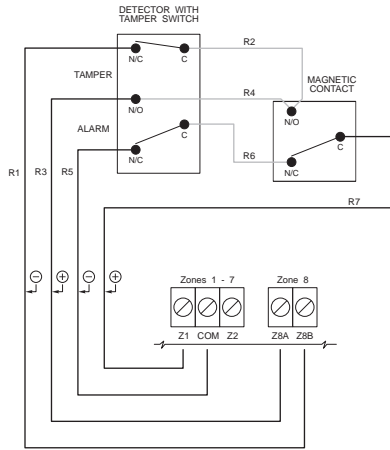 DETECTOR WITH
TAMPER SWITCH
N/C
C
R2
TAMPER
MAGNETIC
CONTACT
N/O
R4
N/O
ALARM
C
C
N/C
R6
N/C
R1
R3
R5
R7
− + − +
Zones 1 - 7
Zone 8
Z1 COM Z2
Z8A Z8B